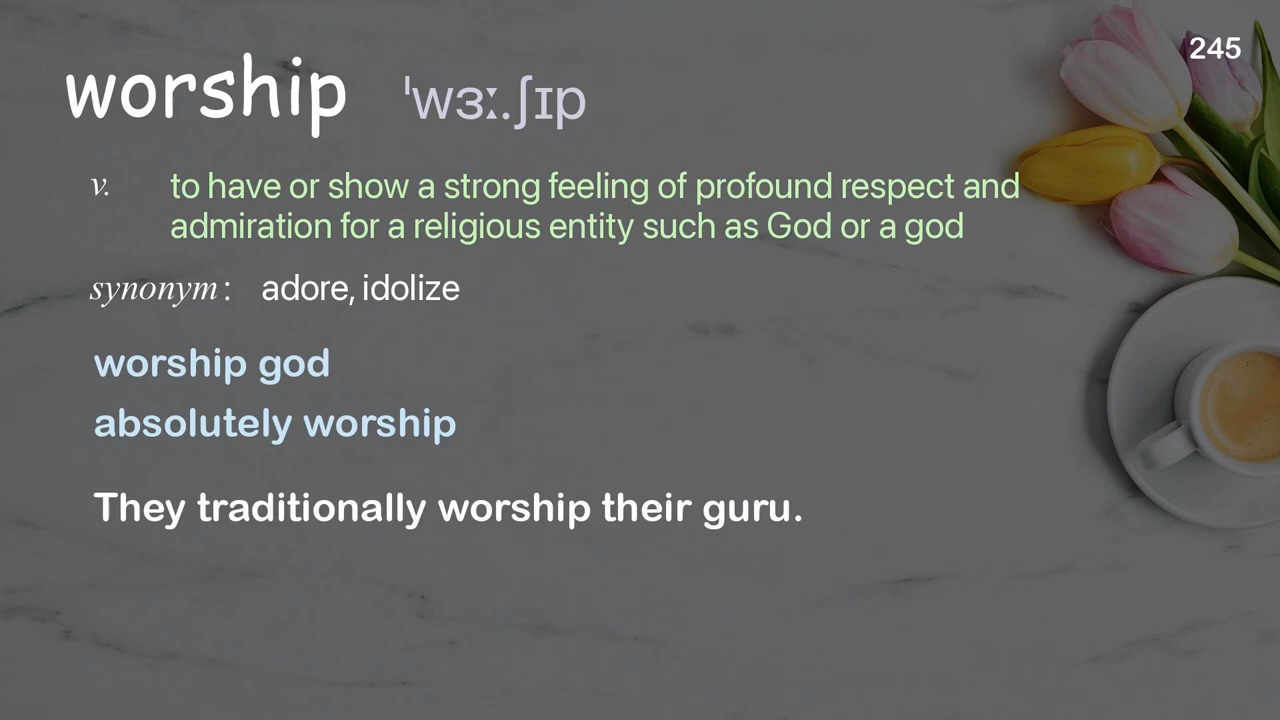 245
worship ˈwɜː.ʃɪp
v. to have or show a strong feeling of profound respect and
admiration for a religious entity such as God or a god
synonym : adore, idolize
worship god
absolutely worship
They traditionally worship their guru.